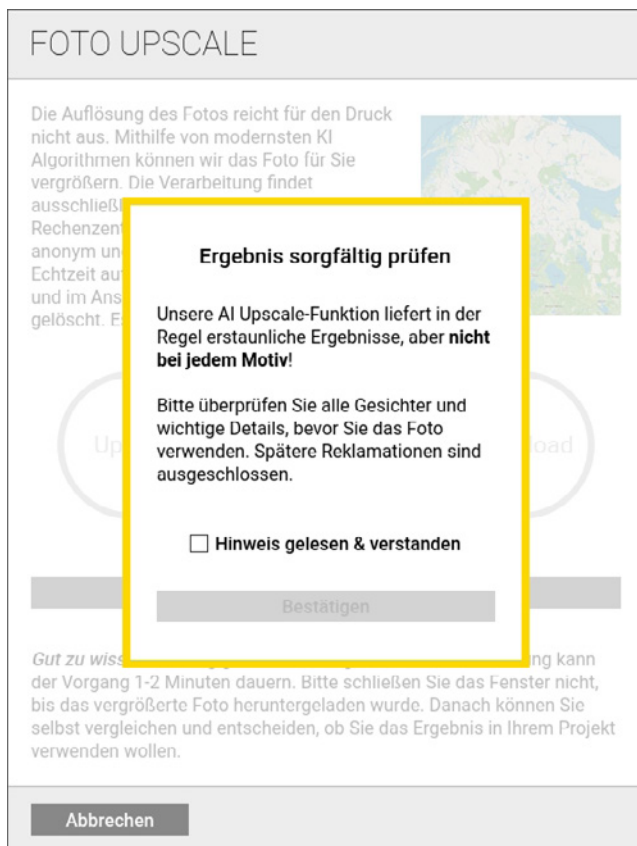 FOTO UPSCALE
Die Auflösung des Fotos reicht für den Druck
nicht aus. Mithilfe von modernsten KI
Algorithmen können wir das Foto für Sie
vergrößern. Die Verarbeitung findet
ausschließl
Rechenzent
anonym un
Echtzeit au
und im Ans
gelöscht. E
Ergebnis sorgfältig prüfen
Unsere AI Upscale-Funktion liefert in der
Regel erstaunliche Ergebnisse, aber nicht
bei jedem Motiv!
Bitte überprüfen Sie alle Gesichter und
wichtige Details, bevor Sie das Foto
verwenden. Spätere Reklamationen sind
ausgeschlossen.
Up
oad
Hinweis gelesen & verstanden
Bestätigen
Gut zu wiss
ng kann
der Vorgang 1-2 Minuten dauern. Bitte schließen Sie das Fenster nicht,
bis das vergrößerte Foto heruntergeladen wurde. Danach können Sie
selbst vergleichen und entscheiden, ob Sie das Ergebnis in Ihrem Projekt
verwenden wollen.
Abbrechen